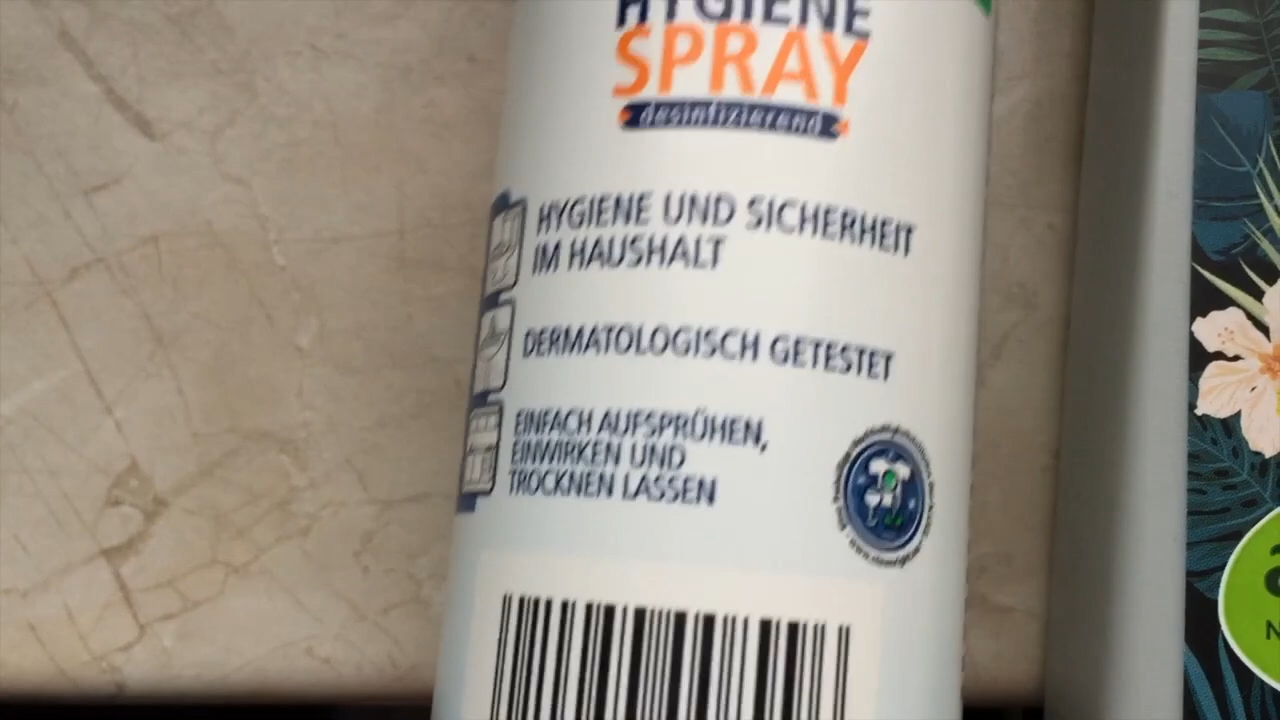 HYGIENE
SPRAY
desinfizierend
HYGIENE UND SICHERHEIT
IM HAUSHALT
DERMATOLOGISCH GETESTET
EINFACH AUFSPRÜHEN,
EINWIRKEN UND
TROCKNEN LASSEN